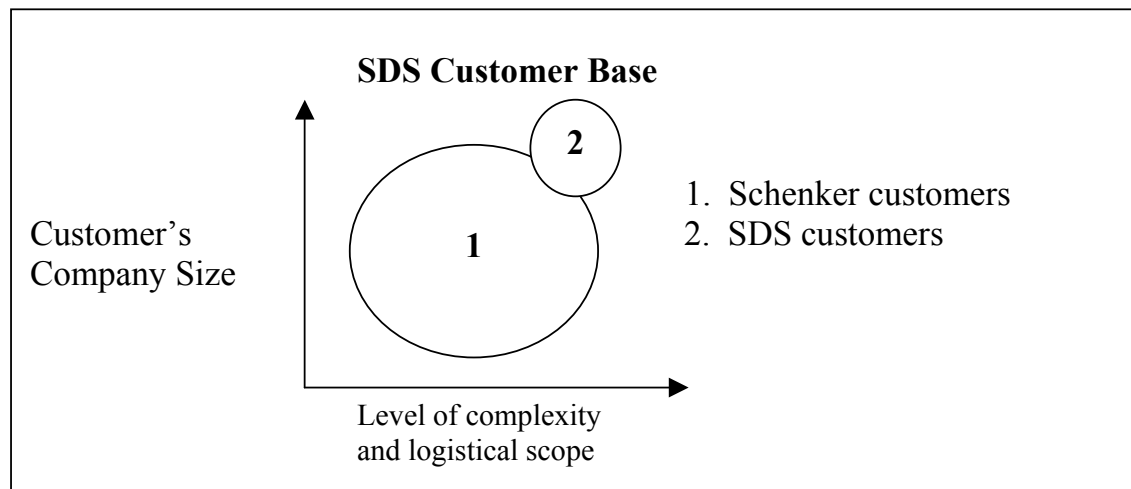 SDS Customer Base
2
1
Customer’s
Company Size
1. Schenker customers
2. SDS customers
Level of complexity
and logistical scope